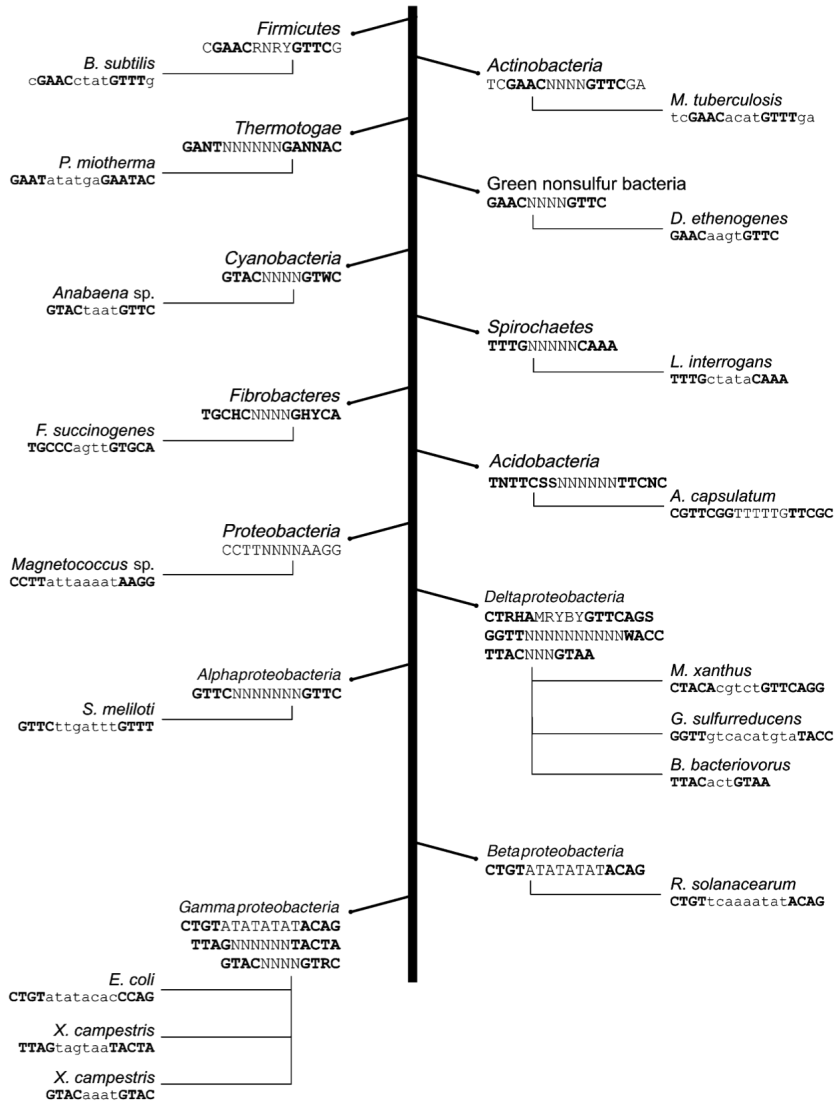 Firmicutes
CGAACRNRYGTTCG
B. subtilis
cGAACctatGTTTg
Actinobacteria
TCGAACNNNNGTTCGA
M. tuberculosis
tcGAACacatGTTTga
Thermotogae
GANTNNNNNNGANNAC
P. miotherma
GAATatatgaGAATAC
Green nonsulfur bacteria
GAACNNNNGTTC
D. ethenogenes
GAACaagtGTTC
Cyanobacteria
GTACNNNNGTWC
Anabaena sp.
GTACtaatGTTC
Spirochaetes
TTTGNNNNNCAAA
L. interrogans
TTTGctataCAAA
Fibrobacteres
TGCHCNNNNGHYCA
F. succinogenes
TGCCCagttGTGCA
Acidobacteria
TNTTCSSNNNNNNTTCNC
A. capsulatum
CGTTCGGTTTTTGTTCGC
Proteobacteria
CCTTNNNNAAGG
Magnetococcus sp.
CCTTattaaaatAAGG
Deltaproteobacteria
CTRHAMRYBYGTTCAGS
GGTTNNNNNNNNNNWACC
TTACNNNGTAA
M. xanthus
CTACAcgtctGTTCAGG
G. sulfurreducens
GGTTgtcacatgtaTACC
B. bacteriovorus
TTACactGTAA
Alphaproteobacteria
GTTCNNNNNNNGTTC
S. meliloti
GTTCttgatttGTTT
Betaproteobacteria
CTGTATATATATACAG
R. solanacearum
CTGTtcaaaatatACAG
Gammaproteobacteria
CTGTATATATATACAG
TTAGNNNNNNTACTA
GTACNNNNGTRC
E. coli
CTGTatatacacCCAG
X. campestris
TTAGtagtaaTACTA
X. campestris
GTACaaatGTAC